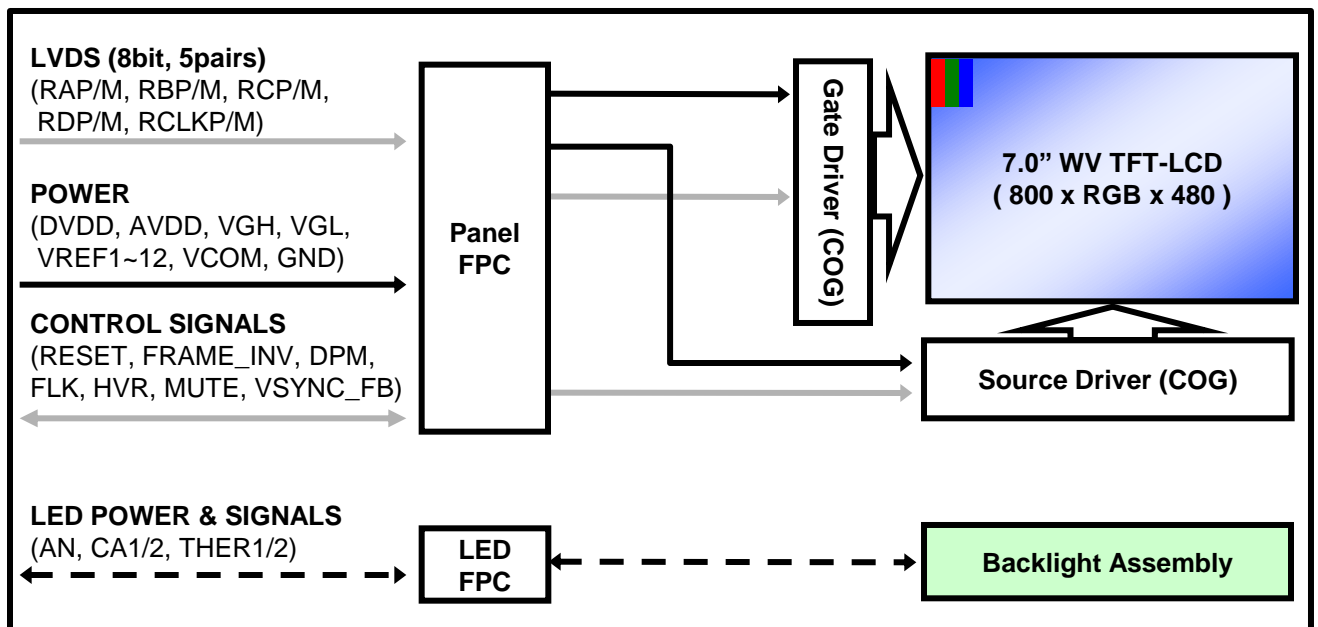 LVDS (8bit, 5pairs)
(RAP/M, RBP/M, RCP/M,
RDP/M, RCLKP/M)
POWER
(DVDD, AVDD, VGH, VGL,
VREF1~12, VCOM, GND)
CONTROL SIGNALS
(RESET, FRAME_INV, DPM,
FLK, HVR, MUTE, VSYNC_FB)
LED POWER & SIGNALS
(AN, CA1/2, THER1/2)
Panel
FPC
LED
FPC
Gate Driver (COG)
7.0” WV TFT-LCD
( 800 x RGB x 480 )
Source Driver (COG)
Backlight Assembly